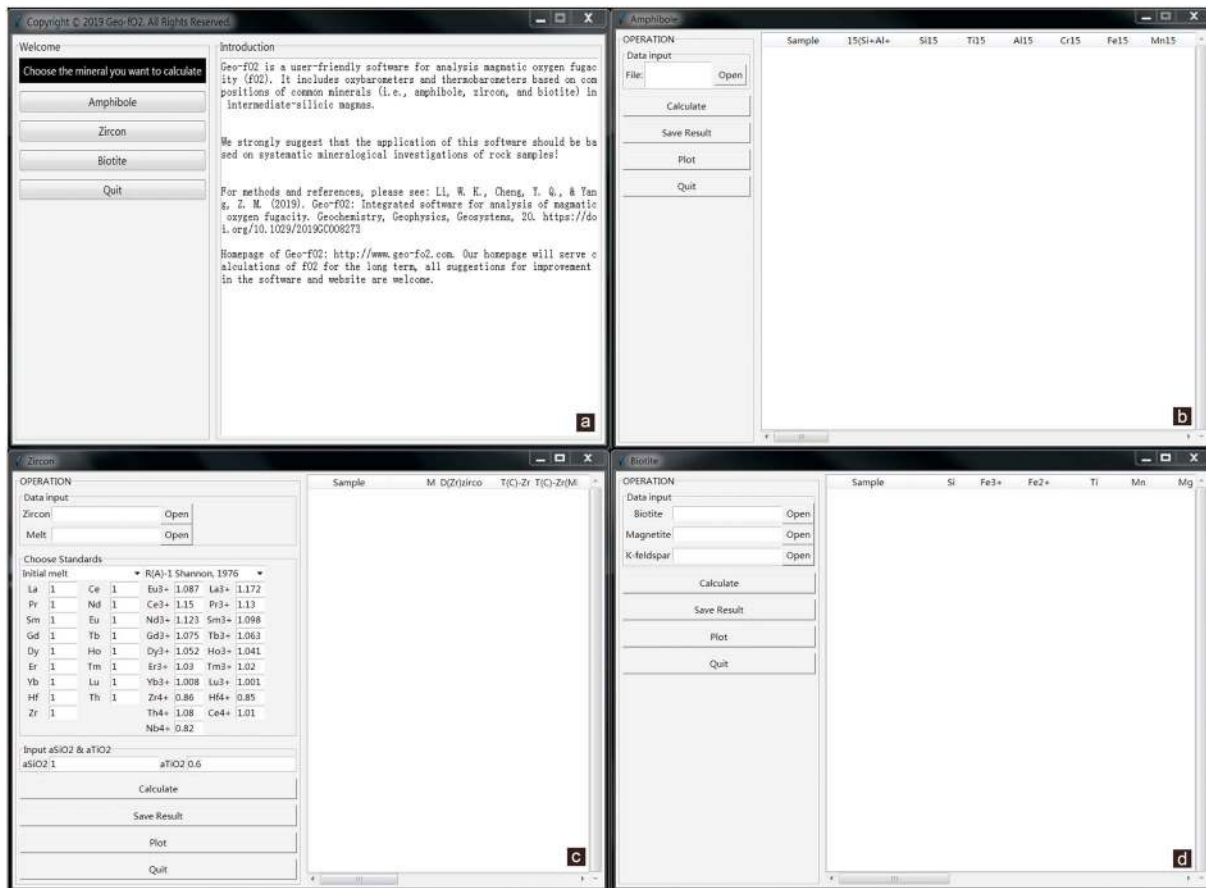 Copyright © 2019 Geo-fO2. All Rights Reserved.
Welcome
Choose the mineral you want to calculate
Amphibole
Zircon
Biotite
Quit
Introduction
Geo-fO2 is a user-friendly software for analysis magmatic oxygen fugac
ity (fO2). It includes oxybarometers and thermobarometers based on com
positions of common minerals (i.e., amphibole, zircon, and biotite) in
intermediate-silicic magmas.
We strongly suggest that the application of this software should be ba
sed on systematic mineralogical investigations of rock samples!
For methods and references, please see: Li, W. K., Cheng, Y. Q., & Yan
g, Z. M. (2019). Geo-fO2: Integrated software for analysis of magmatic
oxygen fugacity. Geochemistry, Geophysics, Geosystems, 20. https://do
i.org/10.1029/2019GC008273
Homepage of Geo-fO2: http://www.geo-fo2.com. Our homepage will serve c
alculations of fO2 for the long term, all suggestions for improvement
in the software and website are welcome.
a
Amphibole
OPERATION
Data input
File: Open
Calculate
Save Result
Plot
Quit
Sample 15(Si+Al+ Si15 Ti15 Al15 Cr15 Fe15 Mn15
b
Zircon
OPERATION
Data input
Zircon Open
Melt Open
Choose Standards
Initial melt R(A)-1 Shannon, 1976
La 1 Ce 1 Eu3+ 1.087 La3+ 1.172
Pr 1 Nd 1 Ce3+ 1.15 Pr3+ 1.13
Sm 1 Eu 1 Nd3+ 1.123 Sm3+ 1.098
Gd 1 Tb 1 Gd3+ 1.075 Tb3+ 1.063
Dy 1 Ho 1 Dy3+ 1.052 Ho3+ 1.041
Er 1 Tm 1 Er3+ 1.03 Tm3+ 1.02
Yb 1 Lu 1 Yb3+ 1.008 Lu3+ 1.001
Hf 1 Th 1 Zr4+ 0.86 Hf4+ 0.85
Zr 1 Th4+ 1.08 Ce4+ 1.01
Nb4+ 0.82
Input aSiO2 & aTiO2
aSiO2 1 aTiO2 0.6
Calculate
Save Result
Plot
Quit
Sample M D(Zr)zirco T(C)-Zr T(C)-Zr(Mi
c
Biotite
OPERATION
Data input
Biotite Open
Magnetite Open
K-feldspar Open
Calculate
Save Result
Plot
Quit
Sample Si Fe3+ Fe2+ Ti Mn Mg
d